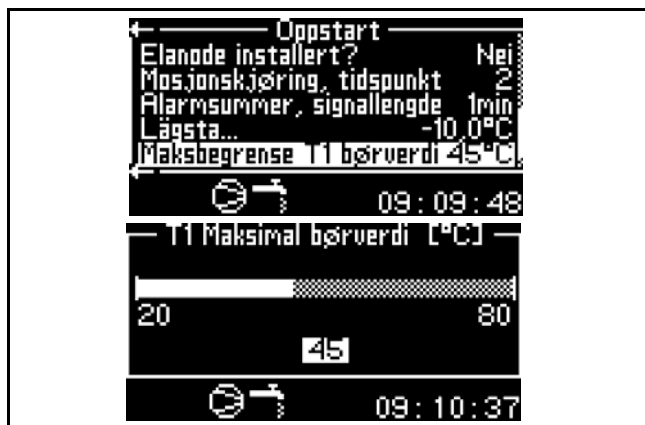 Oppstart
Elanode installert? Nei
Mosjonskjøring, tidspunkt 2
Alarmsummer, signallengde 1min
Lägsta... -10,0°C
Maksbegrense T1 børverdi 45°C
09:09:48
T1 Maksimal børverdi [°C]
20 80
45
09:10:37